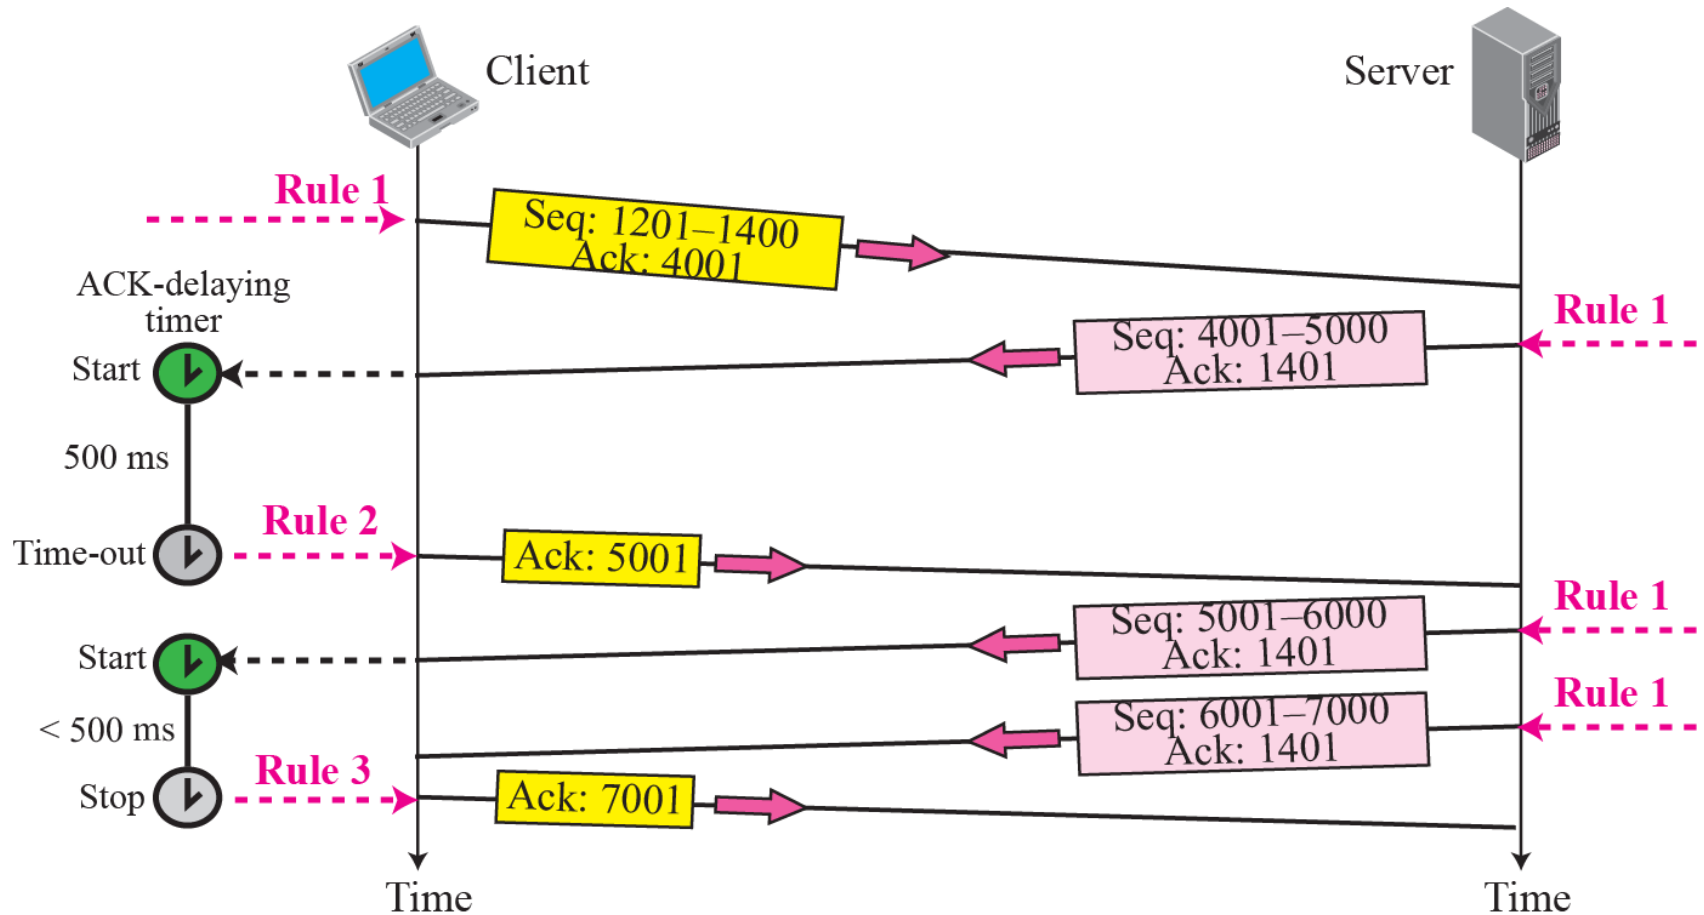 Client
Server
Rule 1
Seq: 1201–1400
Ack: 4001
ACK-delaying
timer
Rule 1
Seq: 4001–5000
Ack: 1401
Start
500 ms
Rule 2
Time-out
Ack: 5001
Rule 1
Seq: 5001–6000
Ack: 1401
Start
Rule 1
Seq: 6001–7000
Ack: 1401
< 500 ms
Rule 3
Stop
Ack: 7001
Time
Time